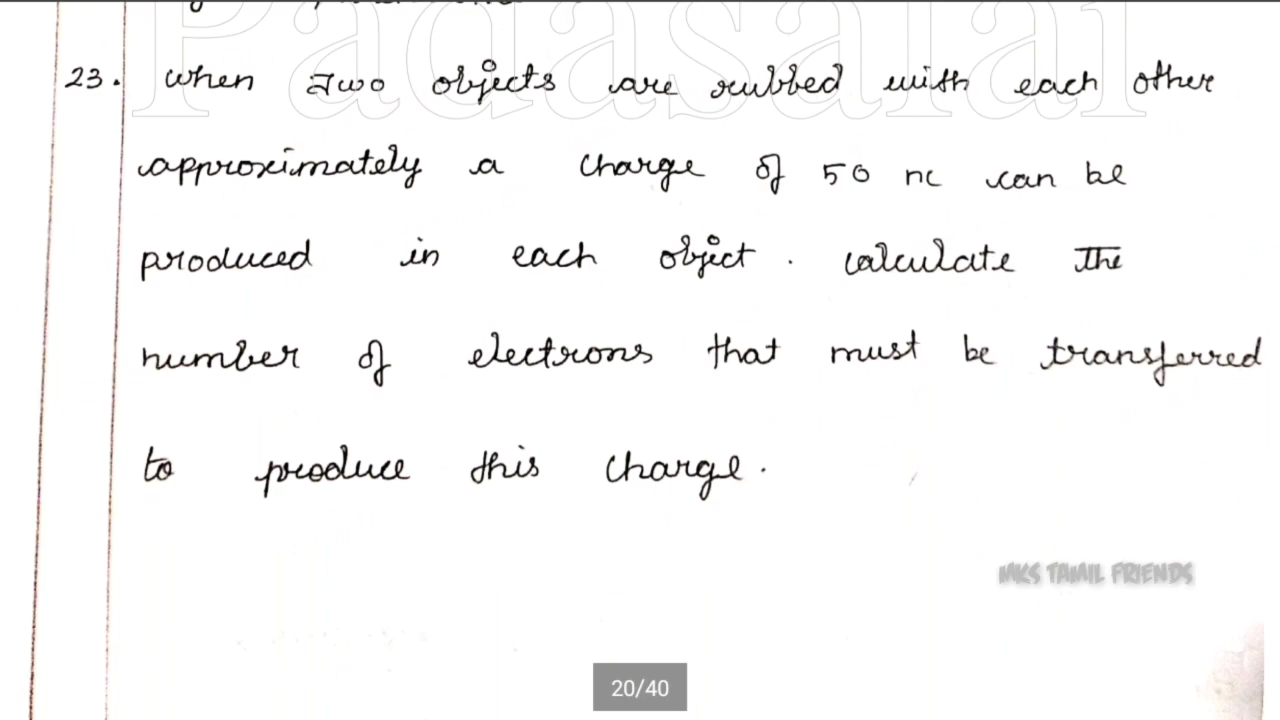 Padasalai
23. When Two objects are rubbed with each other
approximately a charge of 50 nc can be
produced in each object. calculate the
number of electrons that must be transferred
to produce this charge.
MKS TAMIL FRIENDS
20/40